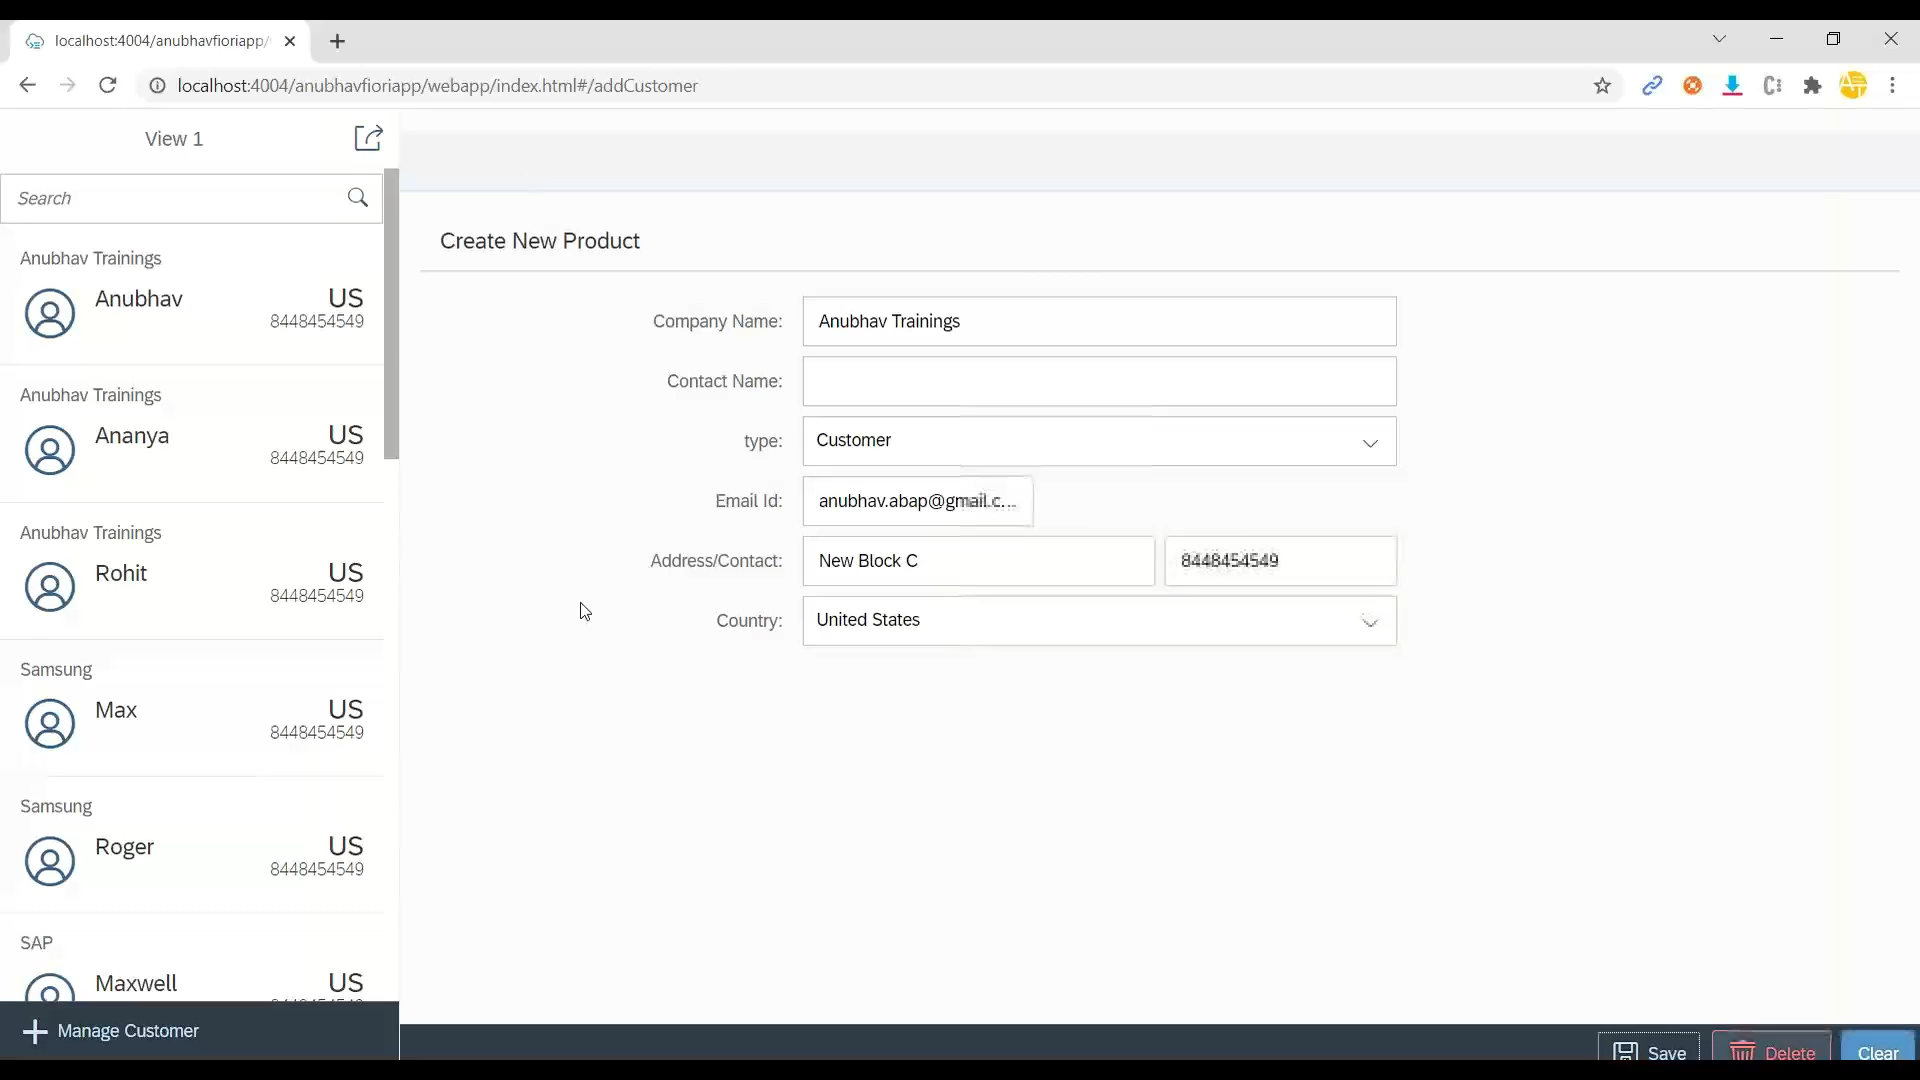 localhost:4004/anubhavfioriapp/
localhost:4004/anubhavfioriapp/webapp/index.html#/addCustomer
View 1
Search
Anubhav Trainings
Anubhav US
8448454549
Anubhav Trainings
Ananya US
8448454549
Anubhav Trainings
Rohit US
8448454549
Samsung
Max US
8448454549
Samsung
Roger US
8448454549
SAP
Maxwell US
Manage Customer
Create New Product
Company Name: Anubhav Trainings
Contact Name:
type: Customer
Email Id: anubhav.abap@gmail.c...
Address/Contact: New Block C 8448454549
Country: United States
Save Delete Clear